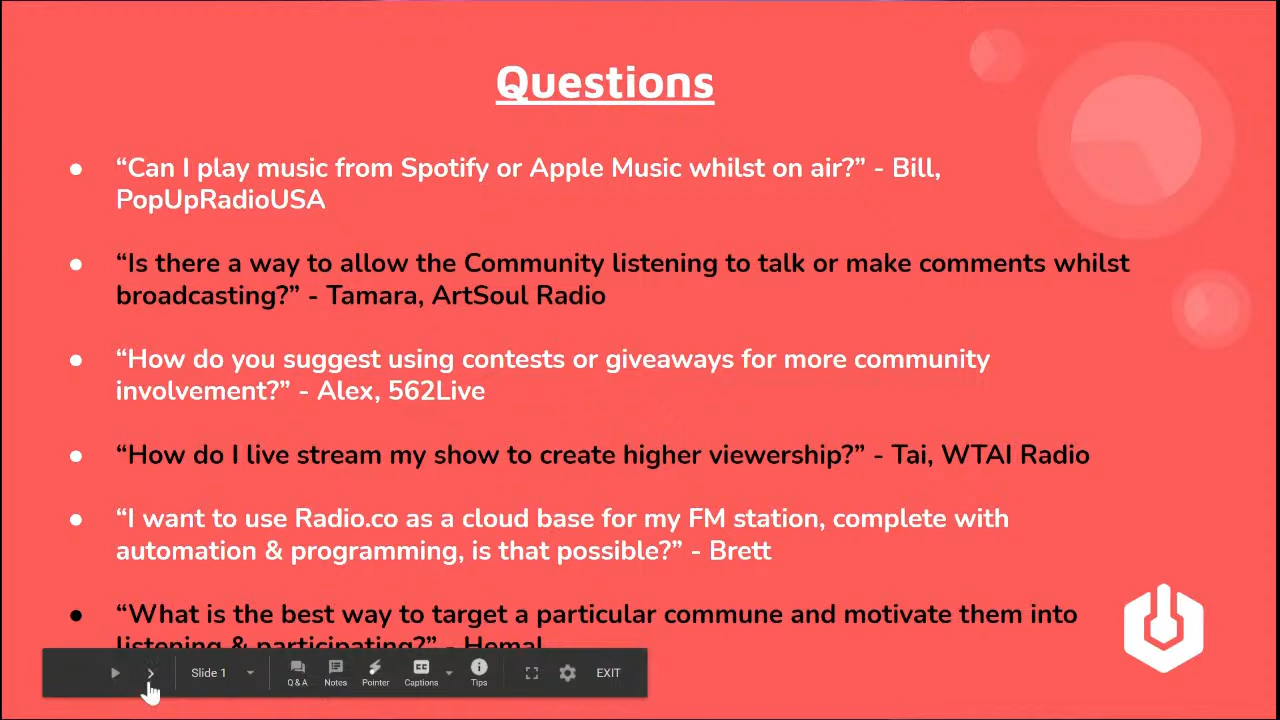 Questions
“Can I play music from Spotify or Apple Music whilst on air?” - Bill,
PopUpRadioUSA
“Is there a way to allow the Community listening to talk or make comments whilst
broadcasting?” - Tamara, ArtSoul Radio
“How do you suggest using contests or giveaways for more community
involvement?” - Alex, 562Live
“How do I live stream my show to create higher viewership?” - Tai, WTAI Radio
“I want to use Radio.co as a cloud base for my FM station, complete with
automation & programming, is that possible?” - Brett
“What is the best way to target a particular commune and motivate them into
listening & participating?” - Hemal
Slide 1
Q&A
Notes
Pointer
Captions
Tips
EXIT